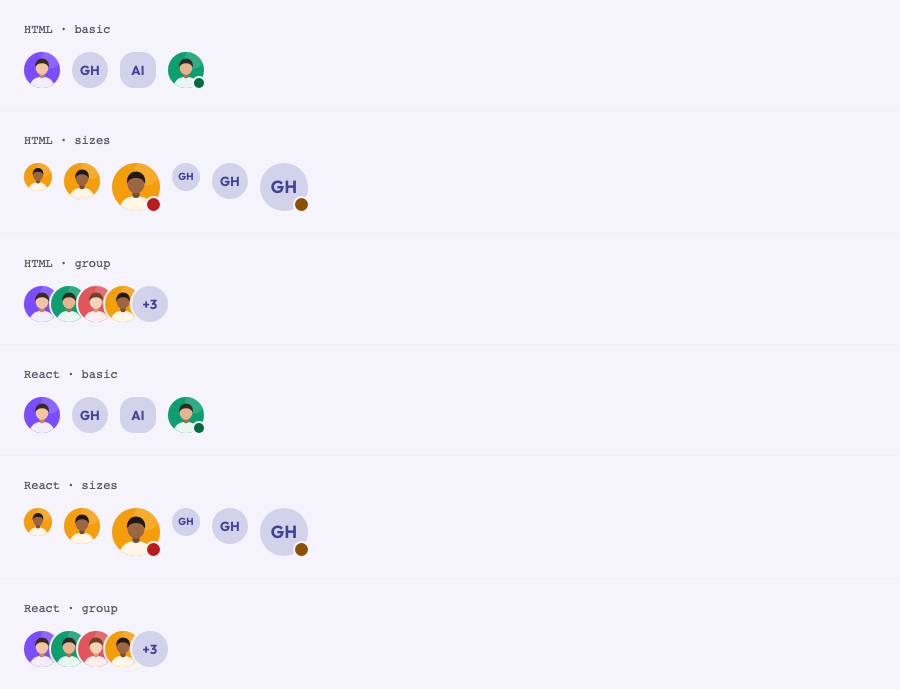 HTML · basic
GH AI
HTML · sizes
GH GH GH
HTML · group
+3
React · basic
GH AI
React · sizes
GH GH GH
React · group
+3